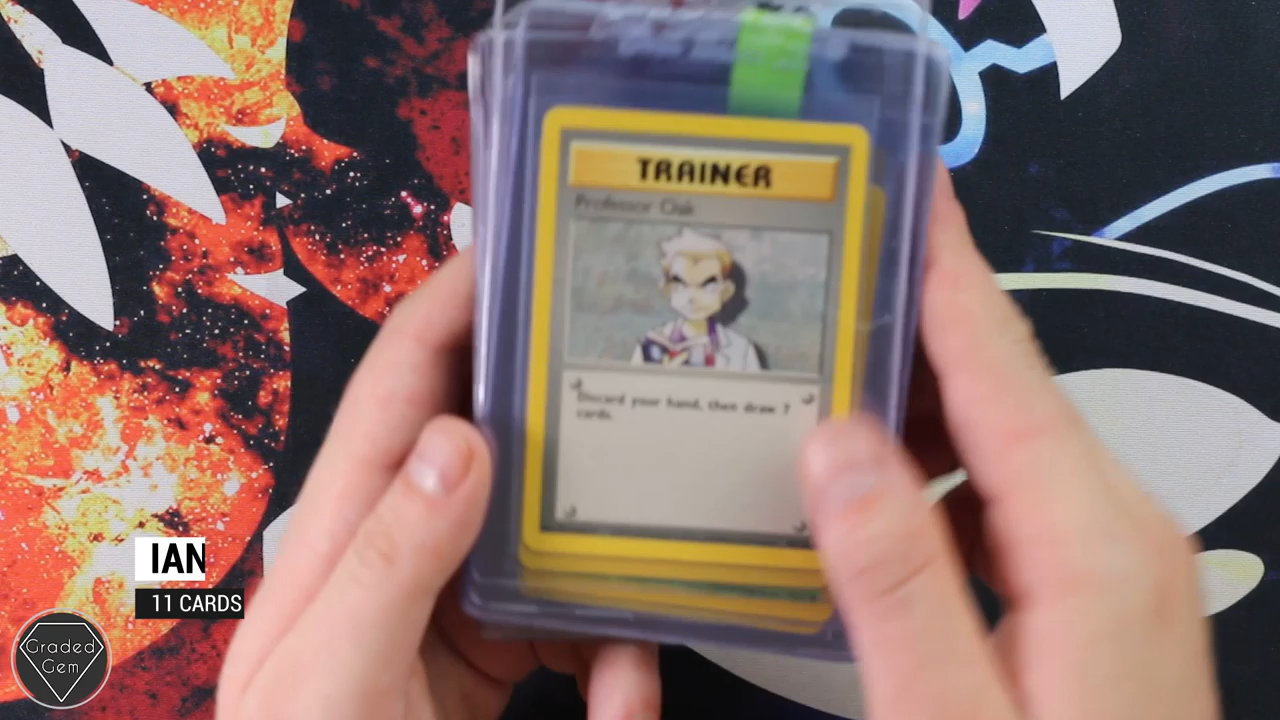 TRAINER
Professor Oak
Discard your hand, then draw 7
cards.
IAN
11 CARDS
Graded
Gem